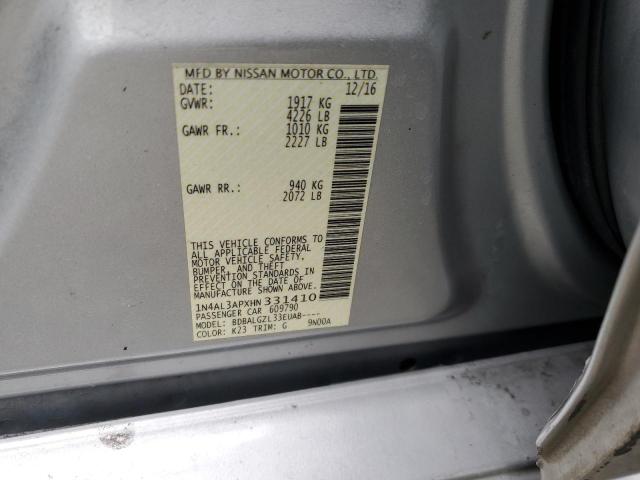 MFD BY NISSAN MOTOR CO., LTD.
DATE: 12/16
GVWR: 1917 KG
4226 LB
GAWR FR.: 1010 KG
2227 LB
GAWR RR.: 940 KG
2072 LB
THIS VEHICLE CONFORMS TO
ALL APPLICABLE FEDERAL
MOTOR VEHICLE SAFETY,
BUMPER, AND THEFT
PREVENTION STANDARDS IN
EFFECT ON THE DATE OF
MANUFACTURE SHOWN ABOVE.
1N4AL3APXHN331410
PASSENGER CAR 609790
MODEL: BDBALGZL33EUAB----
COLOR: K23 TRIM: G 9N00A